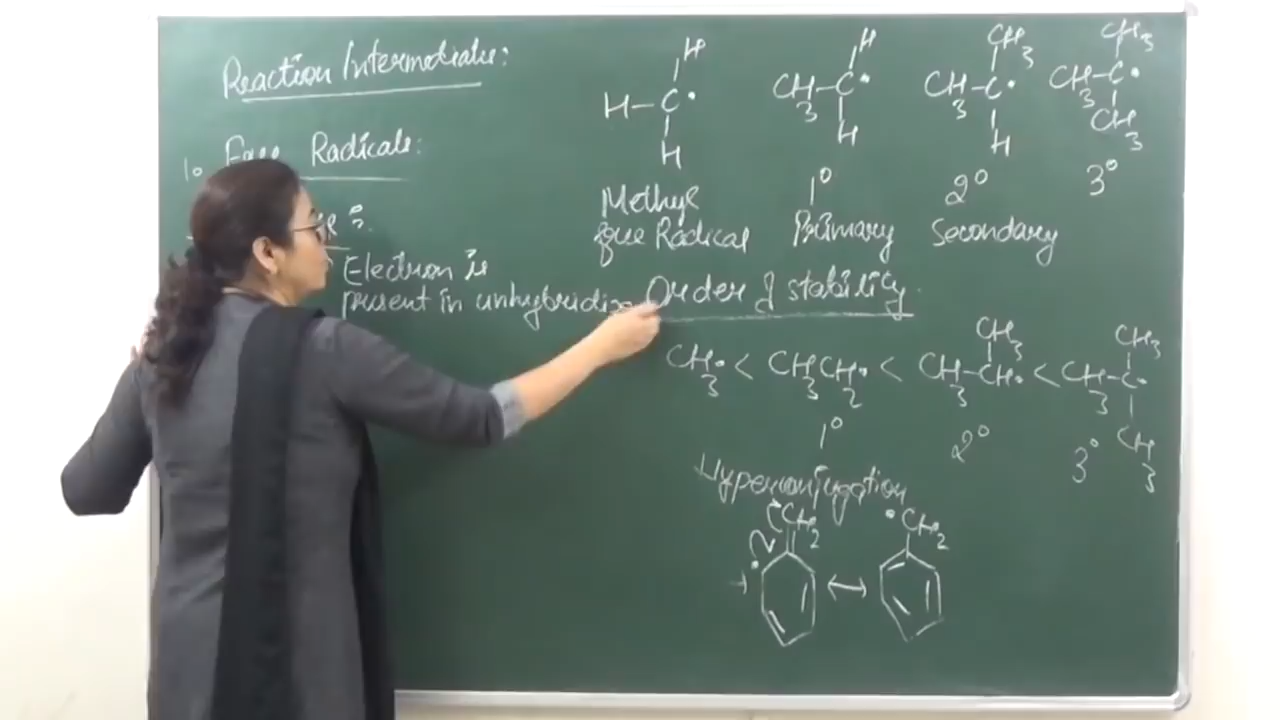 Reaction Intermediate:
1. Free Radicals:
Electron is
present in unhybridize
H
H-C•
H
Methyl
free Radical
H
CH3-C•
H
1°
Primary
CH3
CH3-C•
H
2°
Secondary
CH3
CH3-C•
CH3
3°
Order of stability
CH3• < CH3CH2• < CH3-CH• < CH3-C•
CH3
CH3
CH3
1°
2°
3°
Hyperconjugation
CH2
•CH2